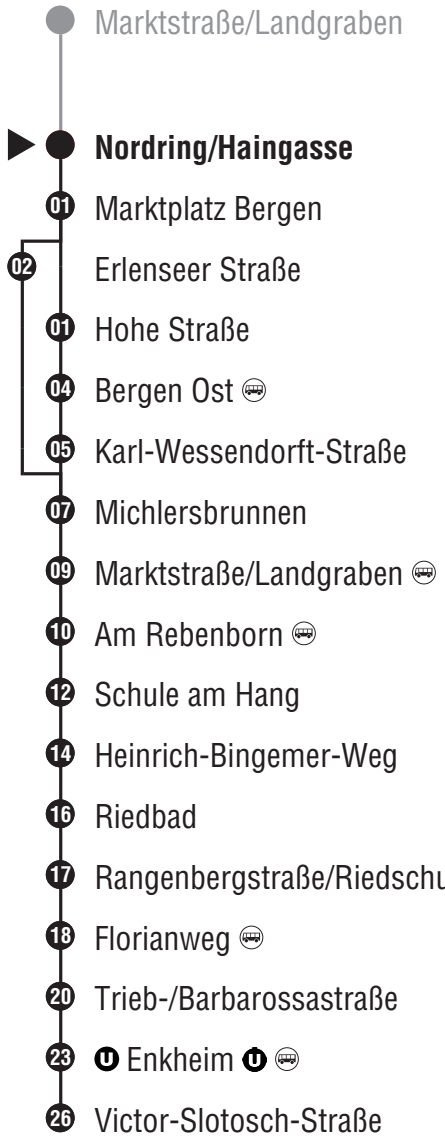 Marktstraße/Landgraben
Nordring/Haingasse
01 Marktplatz Bergen
02 Erlenseer Straße
01 Hohe Straße
04 Bergen Ost
05 Karl-Wessendorft-Straße
07 Michlersbrunnen
09 Marktstraße/Landgraben
10 Am Rebenborn
12 Schule am Hang
14 Heinrich-Bingemer-Weg
16 Riedbad
17 Rangenbergstraße/Riedschu
18 Florianweg
20 Trieb-/Barbarossastraße
23 U Enkheim U
26 Victor-Slotosch-Straße